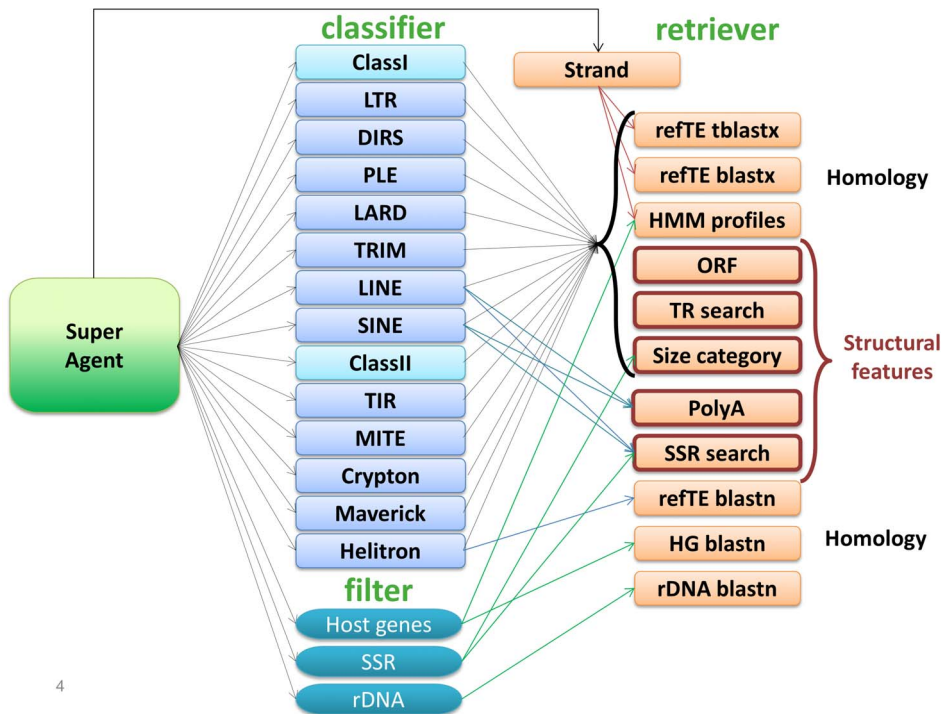 classifier
retriever
ClassI
LTR
DIRS
PLE
LARD
TRIM
LINE
SINE
ClassII
TIR
MITE
Crypton
Maverick
Helitron
filter
Host genes
SSR
rDNA
Super
Agent
Strand
refTE tblastx
refTE blastx
HMM profiles
ORF
TR search
Size category
PolyA
SSR search
refTE blastn
HG blastn
rDNA blastn
Homology
Structural
features
Homology
4